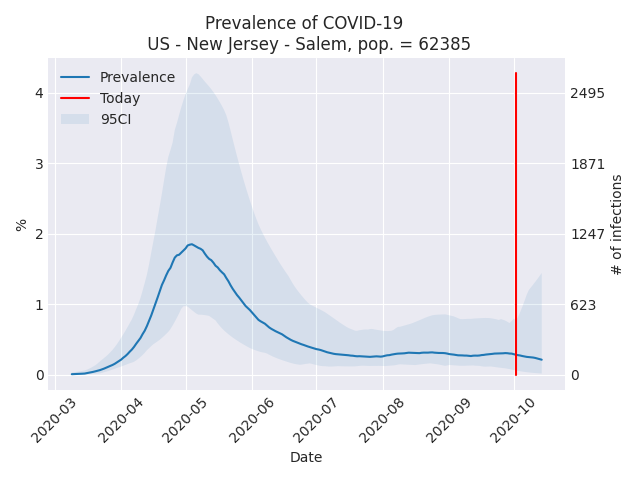 Prevalence of COVID-19
US - New Jersey - Salem, pop. = 62385
Prevalence
Today
95CI
4
3
2
1
0
%
2495
1871
1247
623
0
# of infections
2020-03
2020-04
2020-05
2020-06
2020-07
2020-08
2020-09
2020-10
Date